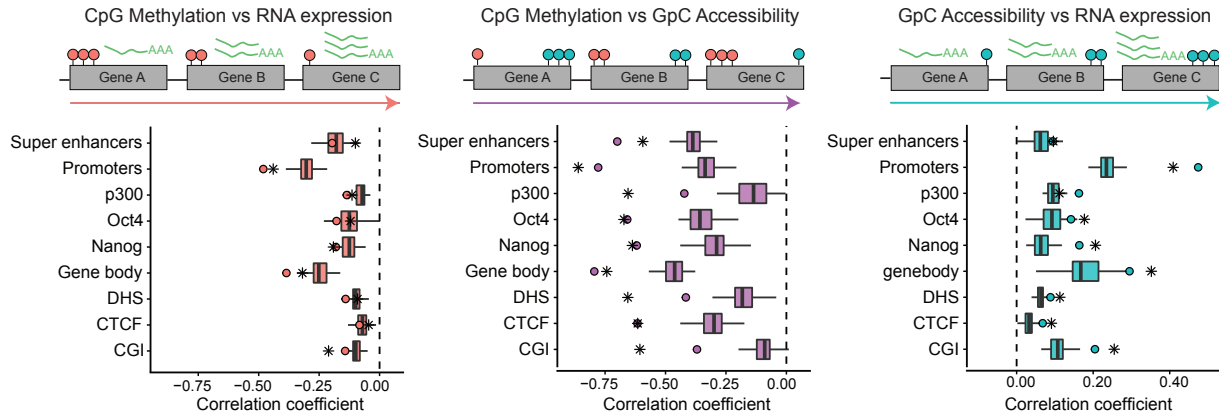 CpG Methylation vs RNA expression
AAA
AAA
AAA
Gene A
Gene B
Gene C
Super enhancers
Promoters
p300
Oct4
Nanog
Gene body
DHS
CTCF
CGI
−0.75
−0.50
−0.25
0.00
Correlation coefficient
CpG Methylation vs GpC Accessibility
Gene A
Gene B
Gene C
Super enhancers
Promoters
p300
Oct4
Nanog
Gene body
DHS
CTCF
CGI
−0.75
−0.50
−0.25
0.00
Correlation coefficient
GpC Accessibility vs RNA expression
AAA
AAA
AAA
Gene A
Gene B
Gene C
Super enhancers
Promoters
p300
Oct4
Nanog
genebody
DHS
CTCF
CGI
0.00
0.20
0.40
Correlation coefficient